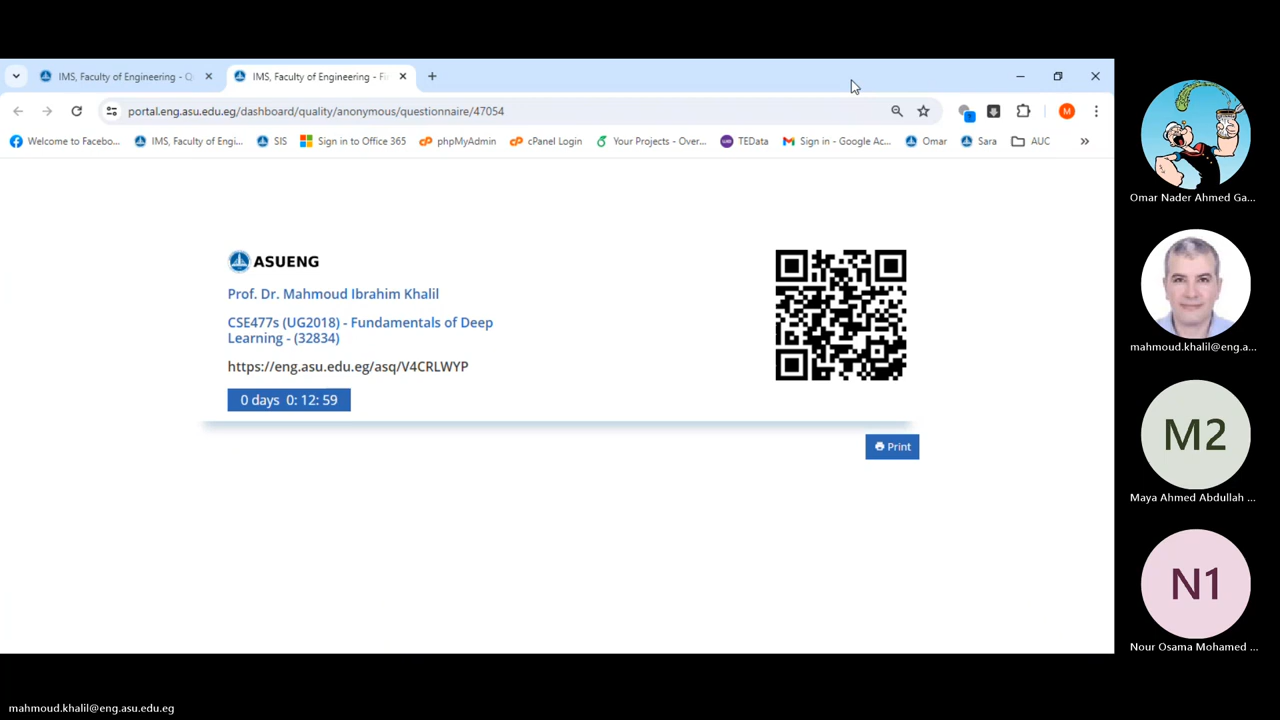 IMS, Faculty of Engineering - Q
IMS, Faculty of Engineering - Fi
portal.eng.asu.edu.eg/dashboard/quality/anonymous/questionnaire/47054
M
Welcome to Facebo...
IMS, Faculty of Engi...
SIS
Sign in to Office 365
phpMyAdmin
cPanel Login
Your Projects - Over...
TEData
Sign in - Google Ac...
Omar
Sara
AUC
ASUENG
Prof. Dr. Mahmoud Ibrahim Khalil
CSE477s (UG2018) - Fundamentals of Deep
Learning - (32834)
https://eng.asu.edu.eg/asq/V4CRLWYP
0 days 0: 12: 59
Print
Omar Nader Ahmed Ga...
mahmoud.khalil@eng.a...
M2
Maya Ahmed Abdullah ...
N1
Nour Osama Mohamed ...
mahmoud.khalil@eng.asu.edu.eg